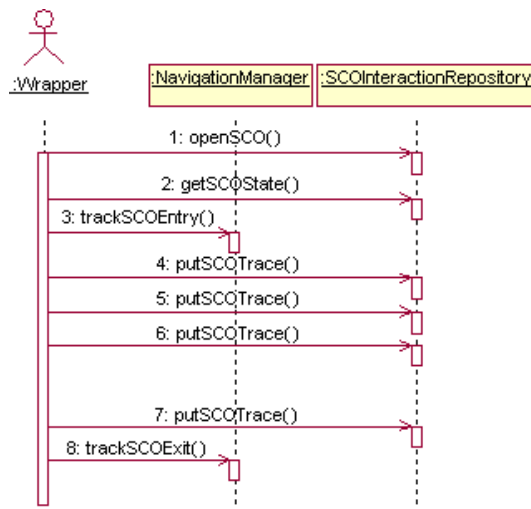 :Wrapper
:NavigationManager
:SCOInteractionRepository
1: openSCO()
2: getSCOState()
3: trackSCOEntry()
4: putSCOTrace()
5: putSCOTrace()
6: putSCOTrace()
7: putSCOTrace()
8: trackSCOExit()